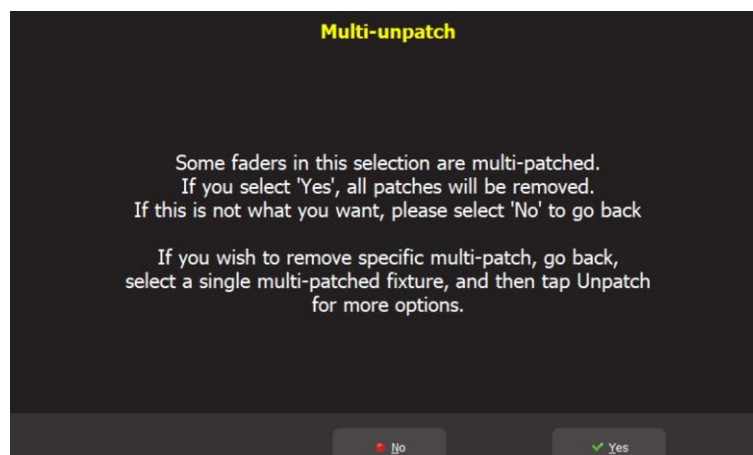 Multi-unpatch
Some faders in this selection are multi-patched.
If you select 'Yes', all patches will be removed.
If this is not what you want, please select 'No' to go back
If you wish to remove specific multi-patch, go back,
select a single multi-patched fixture, and then tap Unpatch
for more options.
No
Yes